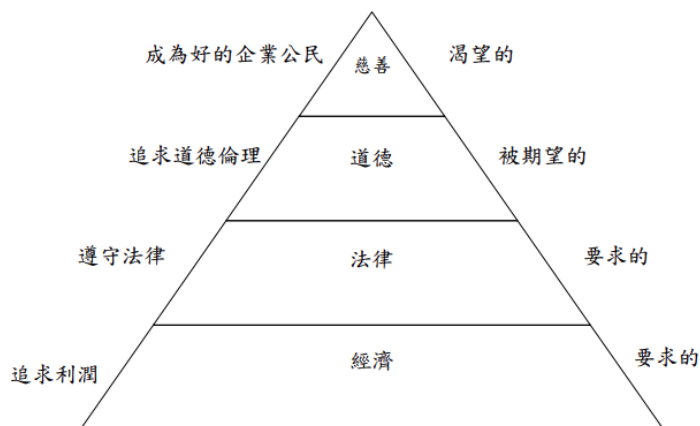 成為好的企業公民 慈善 渴望的
追求道德倫理 道德 被期望的
遵守法律 法律 要求的
追求利潤 經濟 要求的